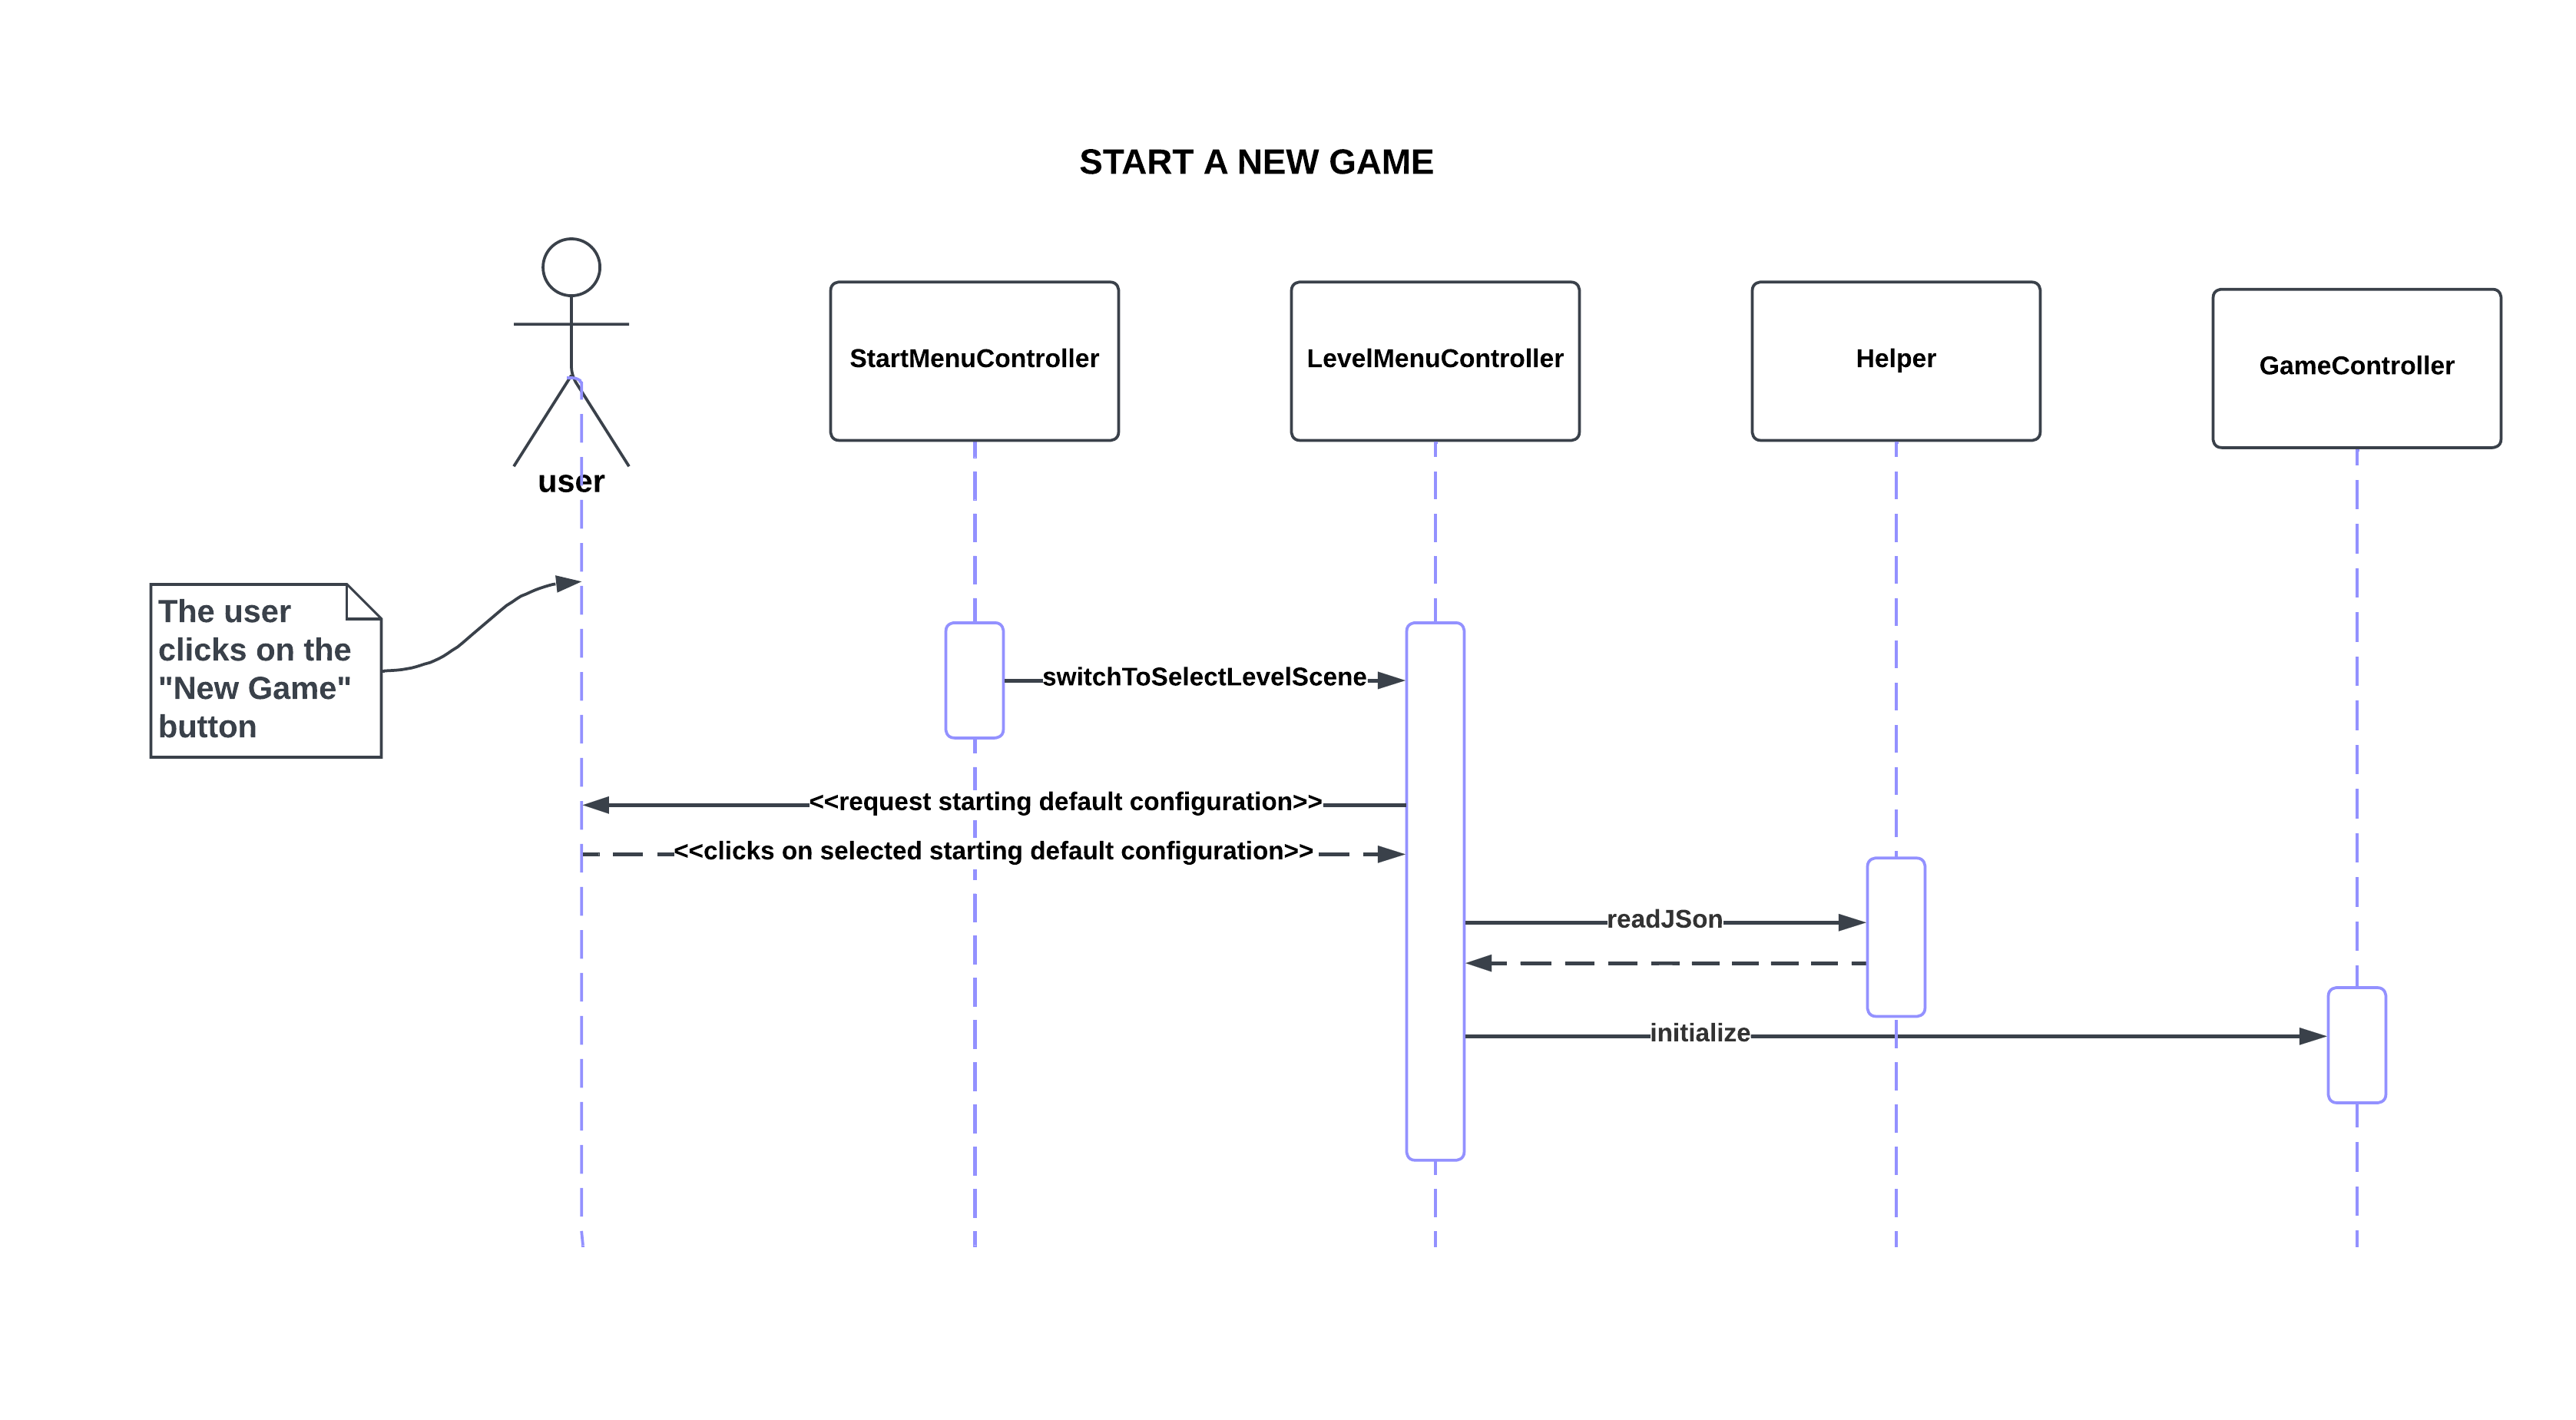 START A NEW GAME
StartMenuController
LevelMenuController
Helper
GameController
user
The user
clicks on the
"New Game"
button
switchToSelectLevelScene
<<request starting default configuration>>
<<clicks on selected starting default configuration>>
readJSon
initialize